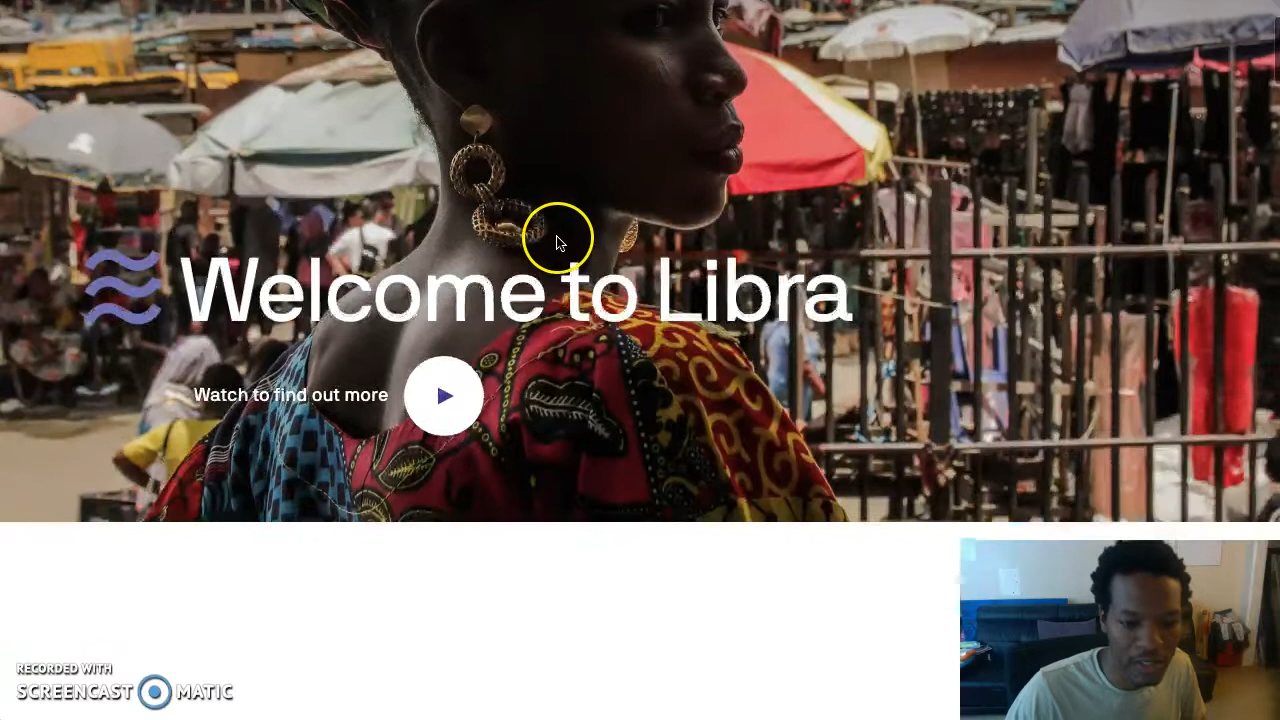 Welcome to Libra
Watch to find out more
RECORDED WITH
SCREENCAST MATIC